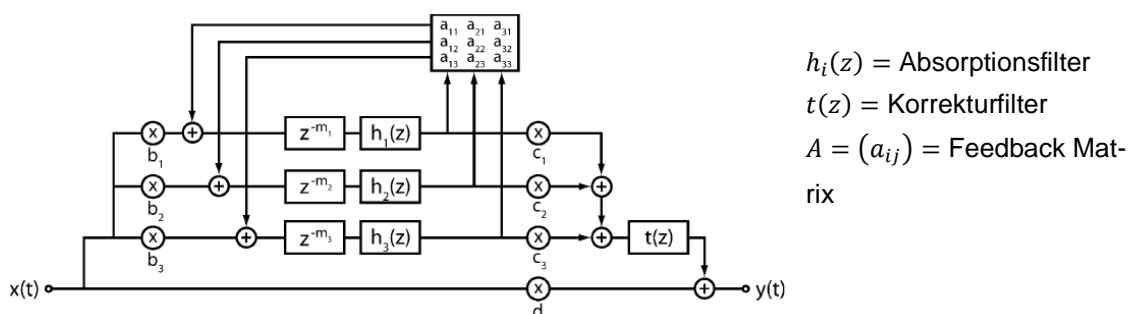 a₁₁ a₂₁ a₃₁
a₁₂ a₂₂ a₃₂
a₁₃ a₂₃ a₃₃
x + z⁻ᵐ¹ h₁(z) x
b₁ c₁
x + z⁻ᵐ² h₂(z) x +
b₂ c₂
x + z⁻ᵐ³ h₃(z) x + t(z)
b₃ c₃
x(t) x + y(t)
d
hᵢ(z) = Absorptionsfilter
t(z) = Korrekturfilter
A = (aᵢⱼ) = Feedback Mat-
rix